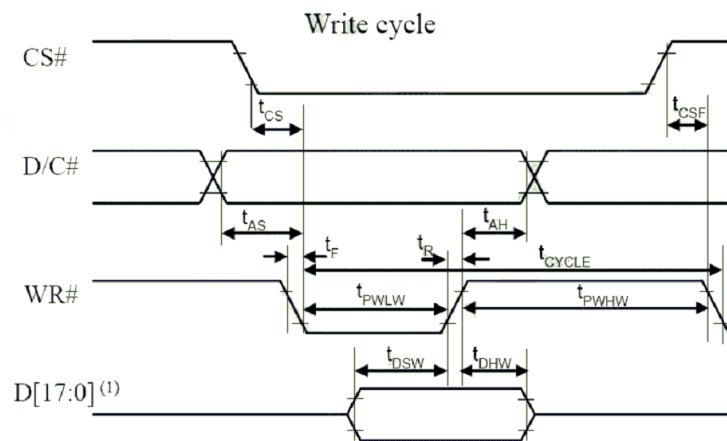 Write cycle
CS#
tCS
tCSF
D/C#
tAS
tAH
tF
tR
tCYCLE
WR#
tPWLW
tPWHW
tDSW
tDHW
D[17:0] (1)